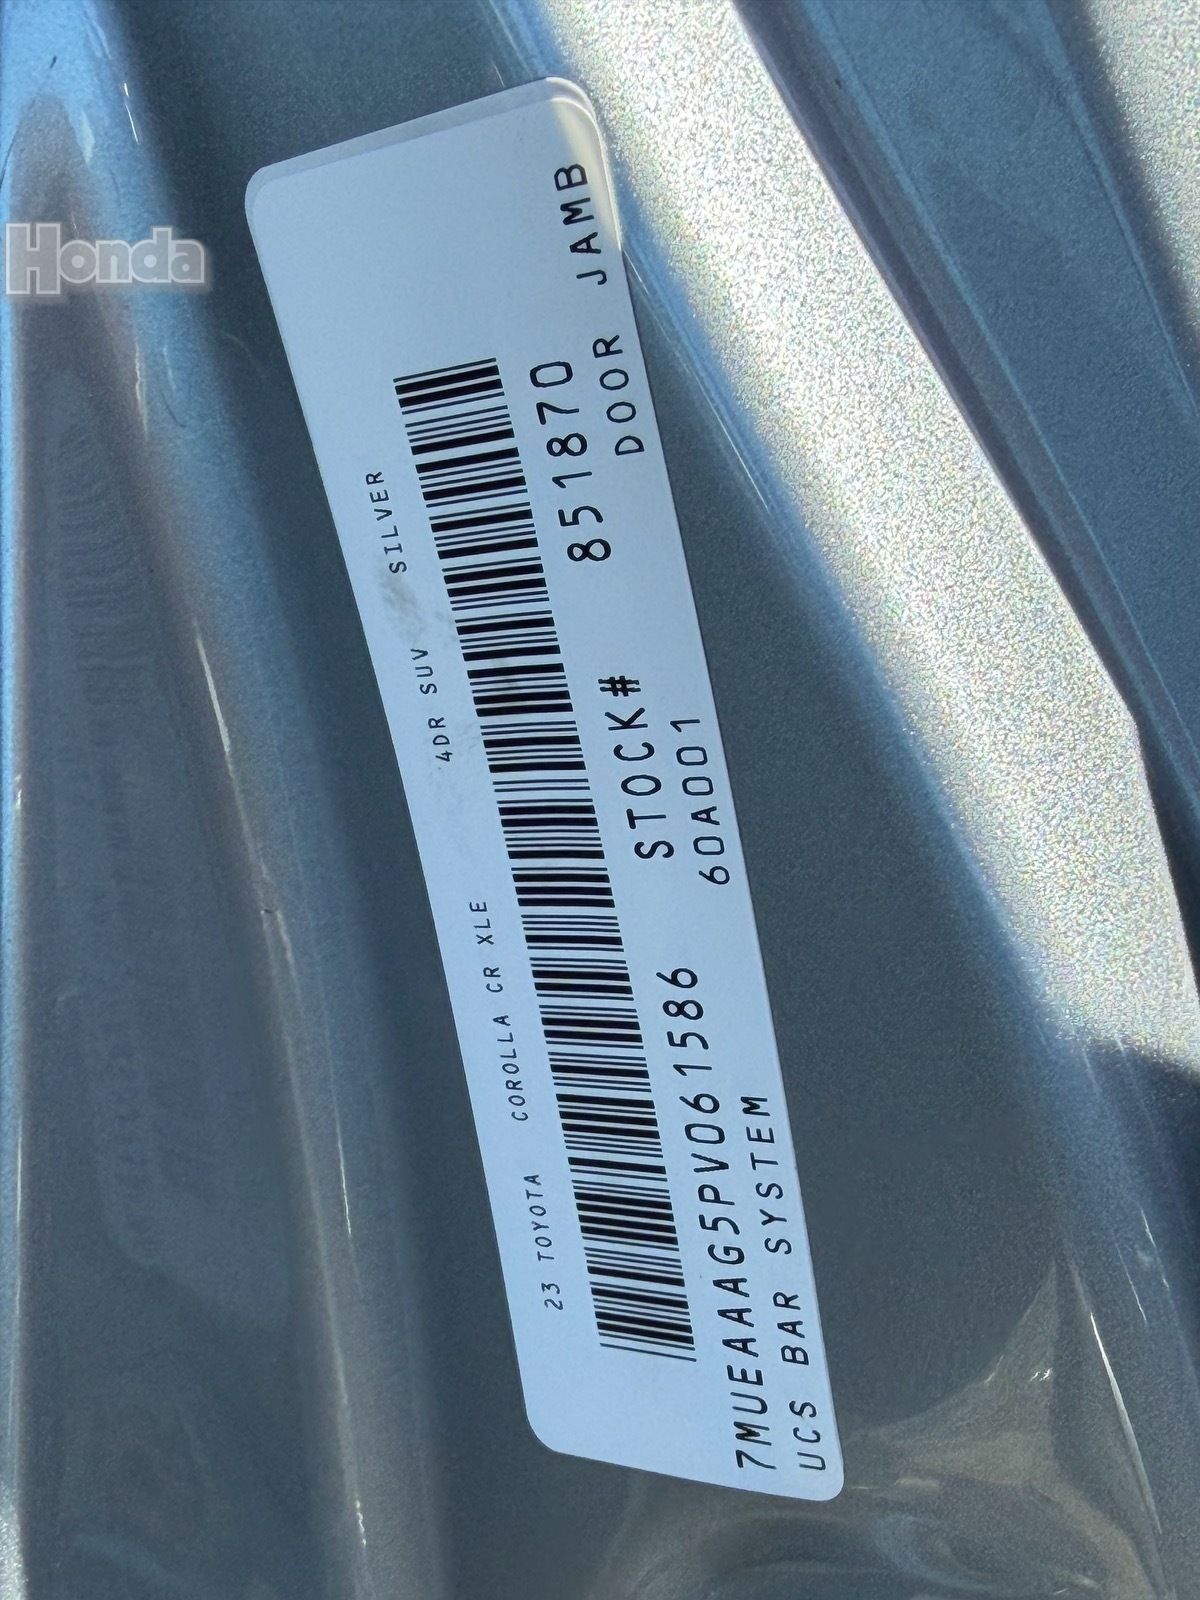 Honda
23 TOYOTA COROLLA CR XLE 4DR SUV SILVER
7MUEAAAG5PV061586 STOCK# 851870
UCS BAR SYSTEM 60A001 DOOR JAMB